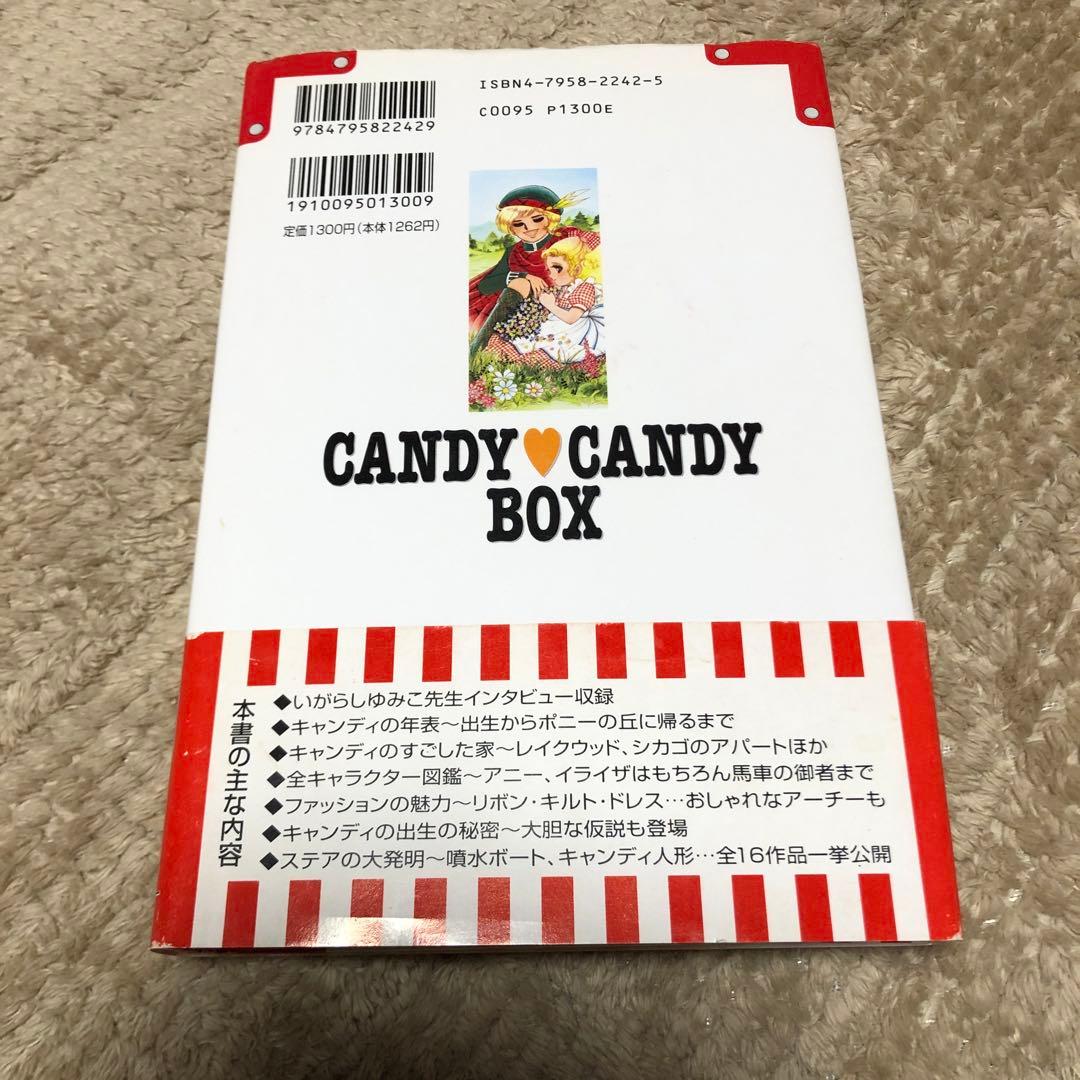 ISBN4-7958-2242-5
C0095 P1300E
9784795822429
1910095013009
定価1300円(本体1262円)
CANDY♥CANDY
BOX
本書の主な内容
◆いがらしゆみこ先生インタビュー収録
◆キャンディの年表～出生からポニーの丘に帰るまで
◆キャンディのすごした家～レイクウッド、シカゴのアパートほか
◆全キャラクター図鑑～アニー、イライザはもちろん馬車の御者まで
◆ファッションの魅力～リボン・キルト・ドレス…おしゃれなアーチーも
◆キャンディの出生の秘密～大胆な仮説も登場
◆ステアの大発明～噴水ボート、キャンディ人形…全16作品一挙公開